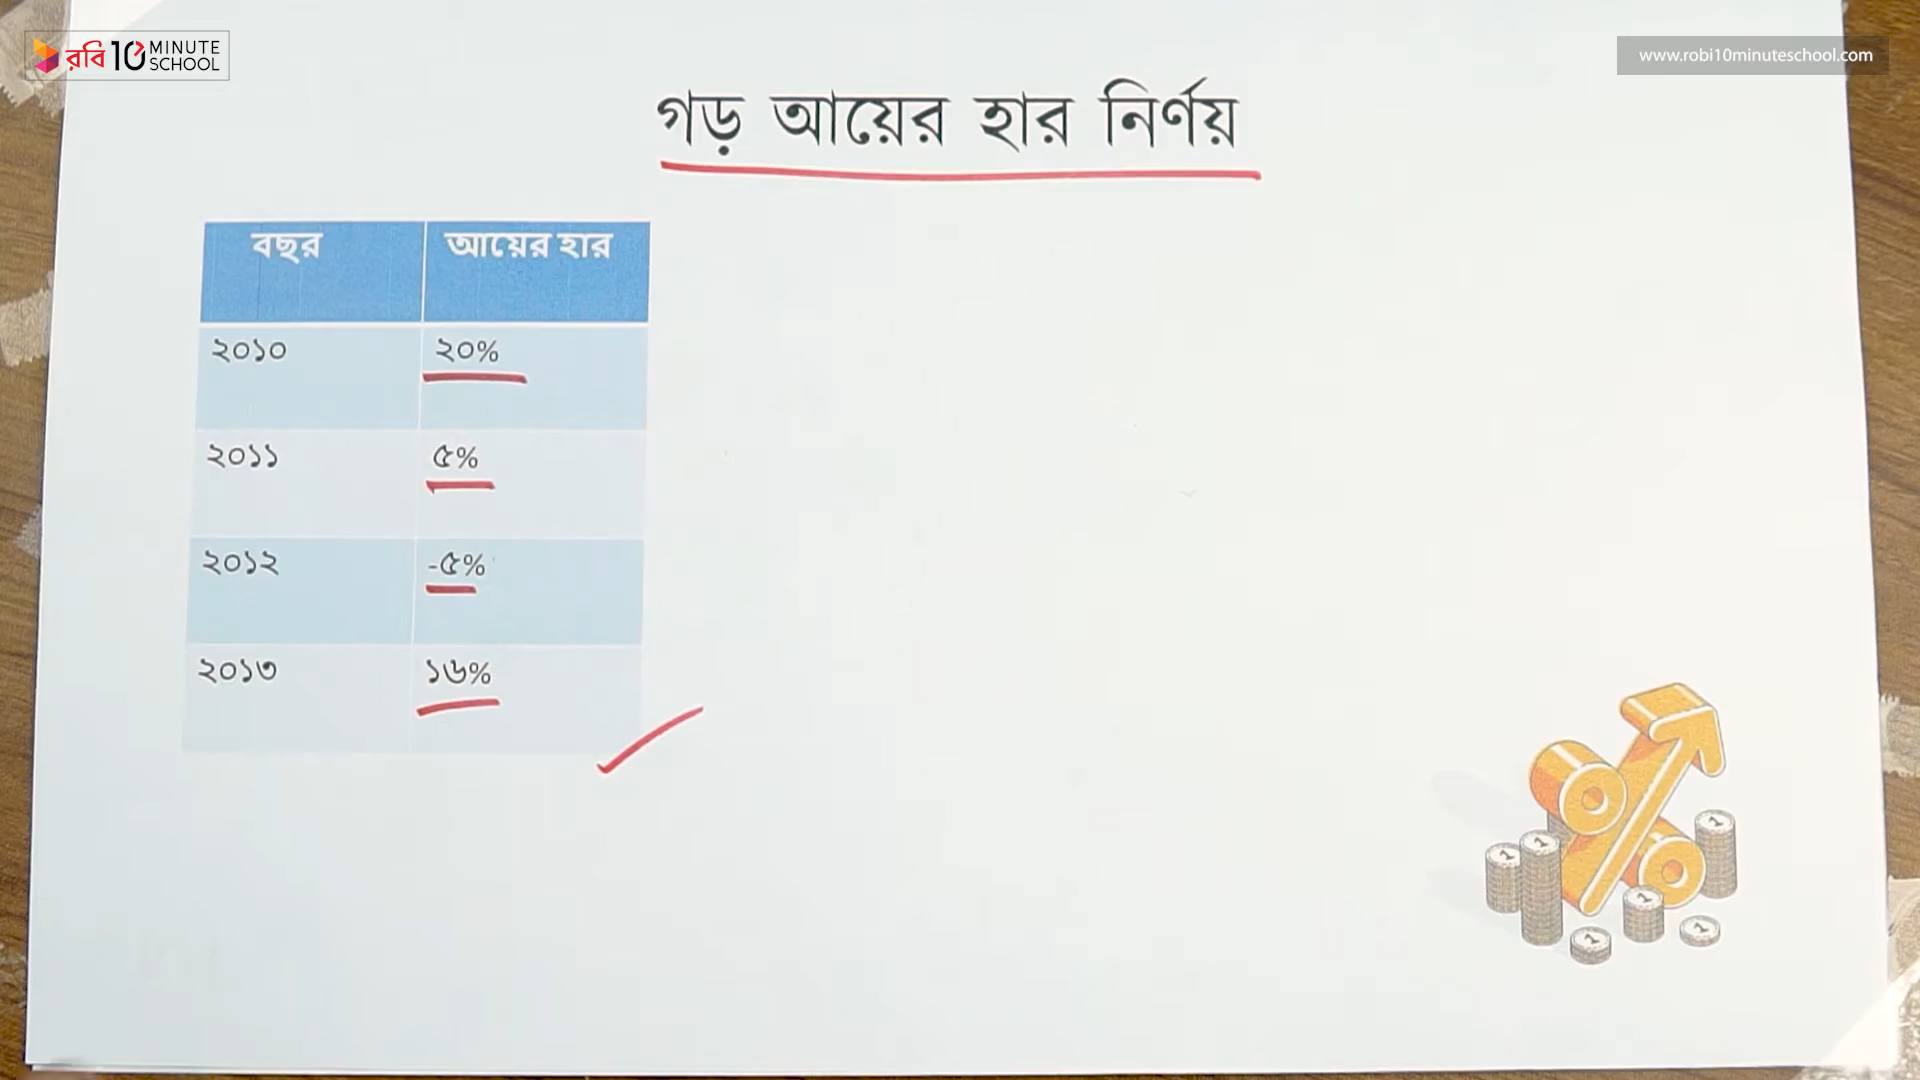 রবি 10 MINUTE SCHOOL
www.robi10minuteschool.com
গড় আয়ের হার নির্ণয়
বছর আয়ের হার
২০১০ ২০%
২০১১ ৫%
২০১২ -৫%
২০১৩ ১৬%